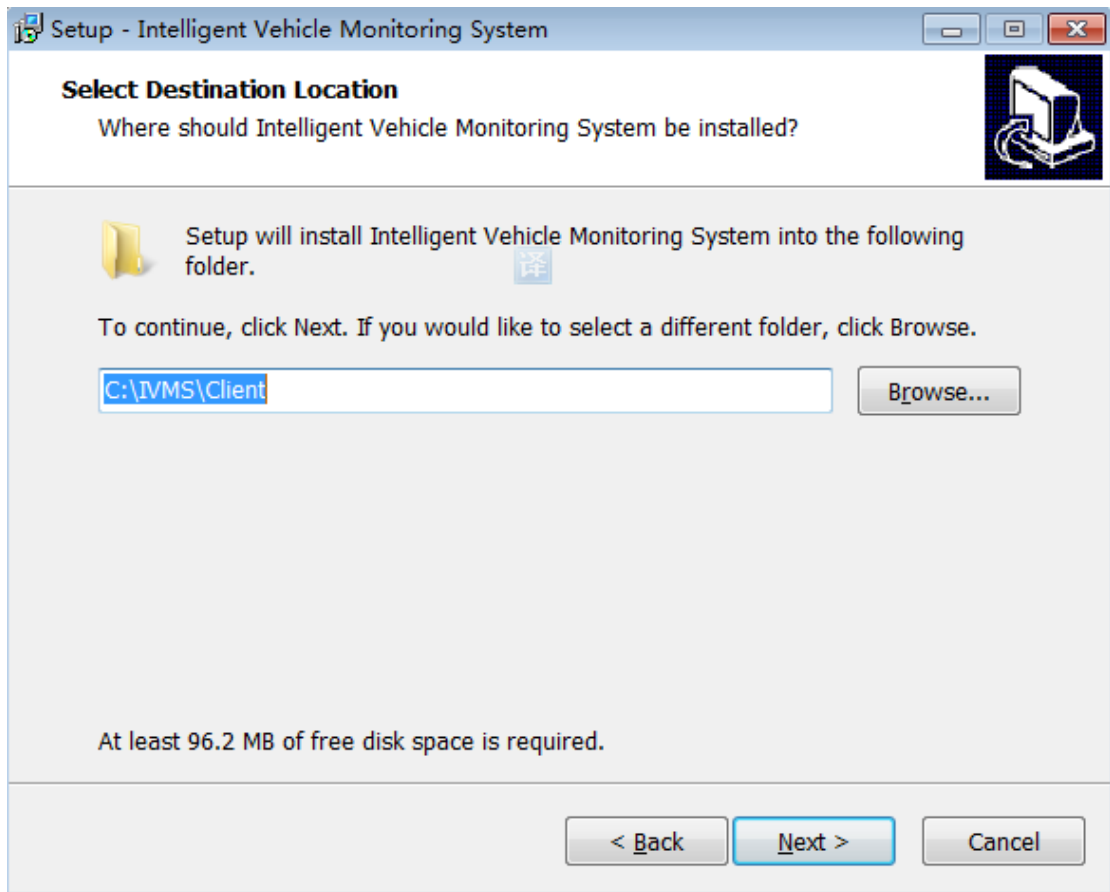 Setup - Intelligent Vehicle Monitoring System
Select Destination Location
Where should Intelligent Vehicle Monitoring System be installed?
Setup will install Intelligent Vehicle Monitoring System into the following
folder.
译
To continue, click Next. If you would like to select a different folder, click Browse.
C:\IVMS\Client
Browse...
At least 96.2 MB of free disk space is required.
< Back
Next >
Cancel